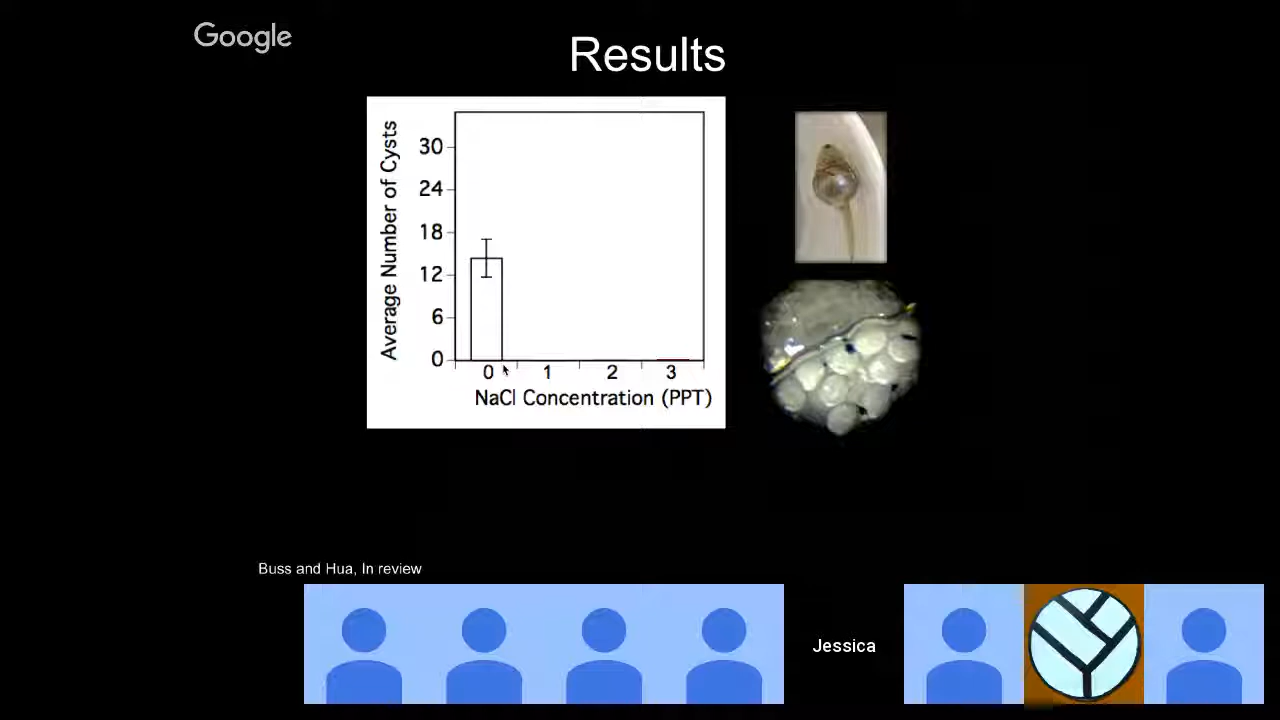 Google
Results
Average Number of Cysts
30
24
18
12
6
0
0 1 2 3
NaCl Concentration (PPT)
Buss and Hua, In review
Jessica